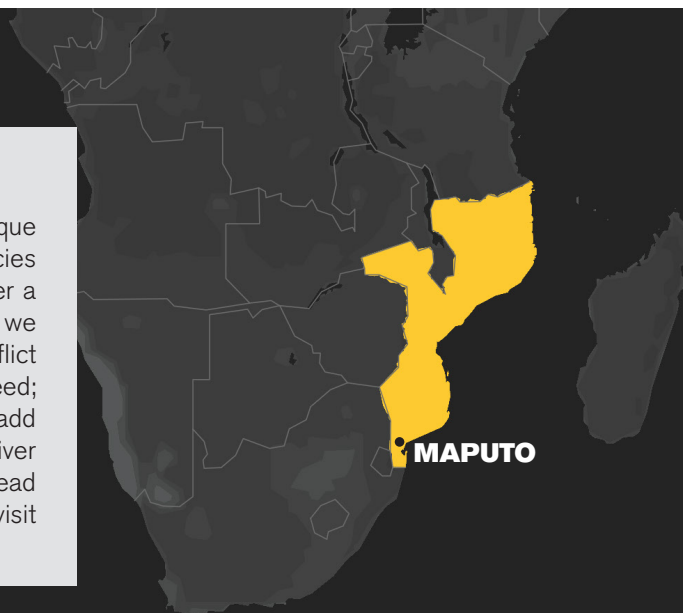 que
cies
er a
we
flict
eed;
add
iver
ead
visit
MAPUTO